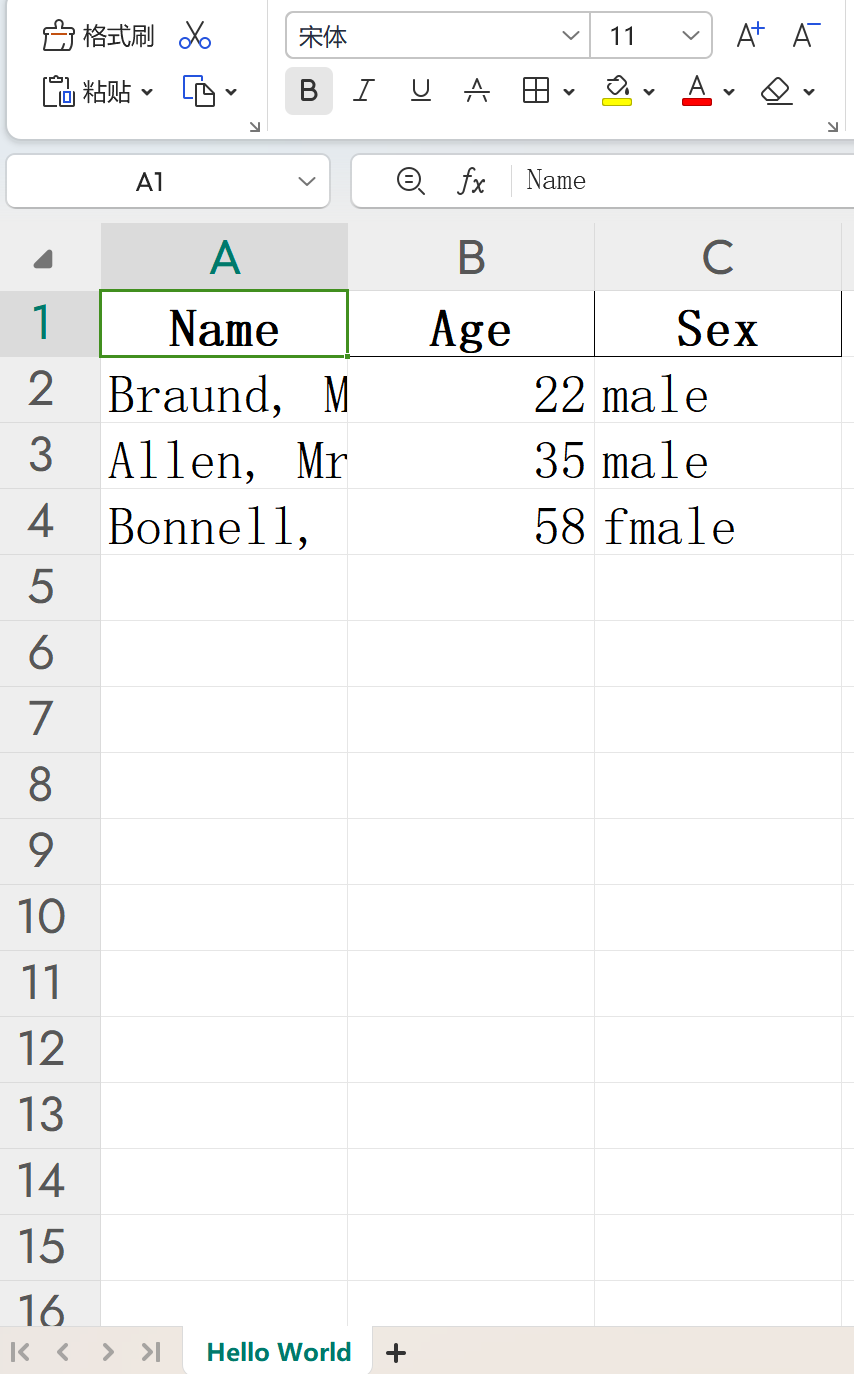 格式刷
宋体 11 A+ A-
粘贴 B I U A A
A1 fx Name
A B C
1 Name Age Sex
2 Braund, M 22 male
3 Allen, Mr 35 male
4 Bonnell, 58 fmale
5
6
7
8
9
10
11
12
13
14
15
16
Hello World +